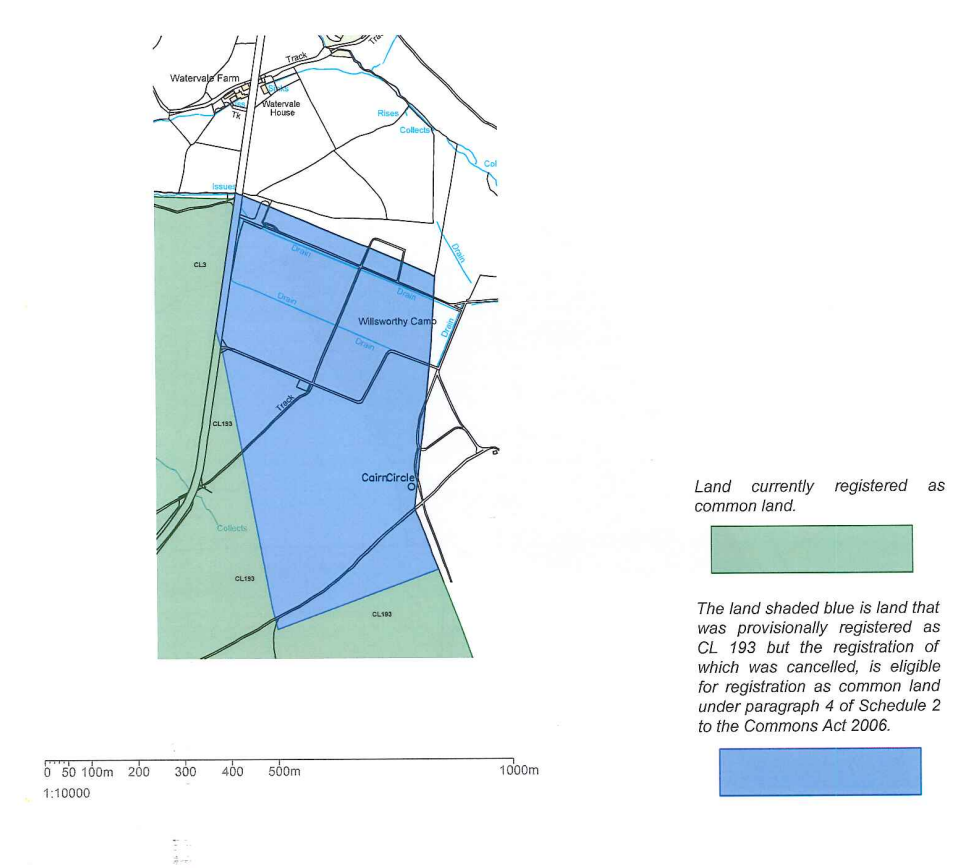 Track
Watervale Farm
Watervale
House
Tk
Rises
Collects
Issues
Drain
CL3
Drain
Drain
Drain
Willsworthy Camp
Drain
Drain
Track
CL193
CairnCircle
Collects
CL193
CL193
Land currently registered as
common land.
The land shaded blue is land that
was provisionally registered as
CL 193 but the registration of
which was cancelled, is eligible
for registration as common land
under paragraph 4 of Schedule 2
to the Commons Act 2006.
0 50 100m 200 300 400 500m 1000m
1:10000